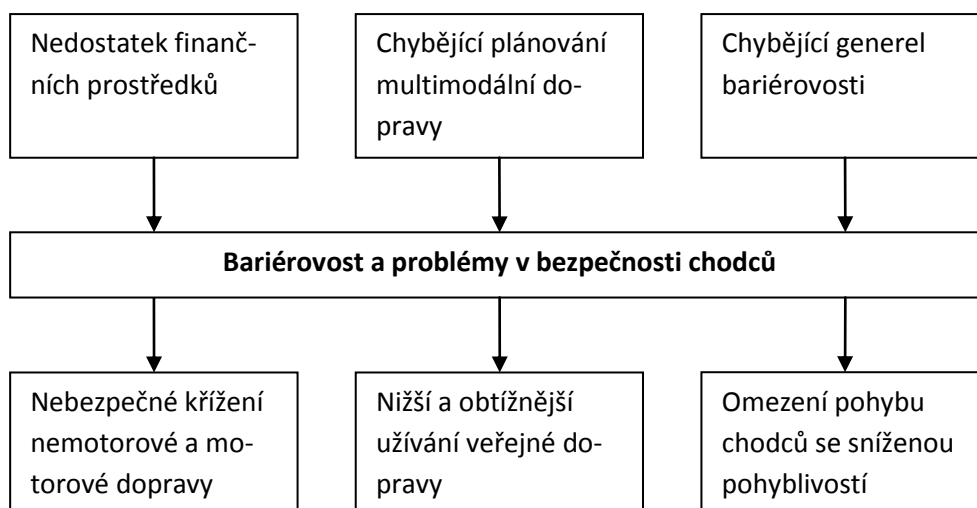 Nedostatek finanč-
ních prostředků
Chybějící plánování
multimodální do-
pravy
Chybějící generel
bariérovosti
Bariérovost a problémy v bezpečnosti chodců
Nebezpečné křížení
nemotorové a mo-
torové dopravy
Nižší a obtížnější
užívání veřejné do-
pravy
Omezení pohybu
chodců se sníženou
pohyblivostí